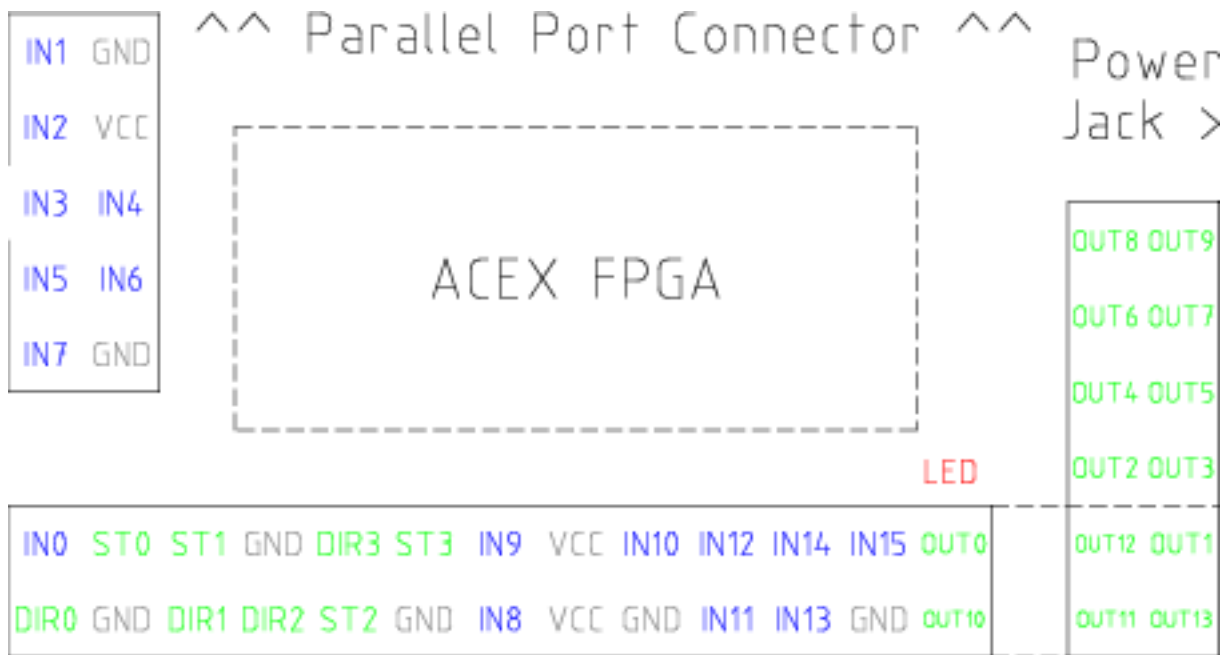 ^^ Parallel Port Connector ^^
Power
Jack >
IN1 GND
IN2 VCC
IN3 IN4
IN5 IN6
IN7 GND
ACEX FPGA
OUT8 OUT9
OUT6 OUT7
OUT4 OUT5
OUT2 OUT3
LED
IN0 ST0 ST1 GND DIR3 ST3 IN9 VCC IN10 IN12 IN14 IN15 OUT0 OUT12 OUT1
DIR0 GND DIR1 DIR2 ST2 GND IN8 VCC GND IN11 IN13 GND OUT10 OUT11 OUT13